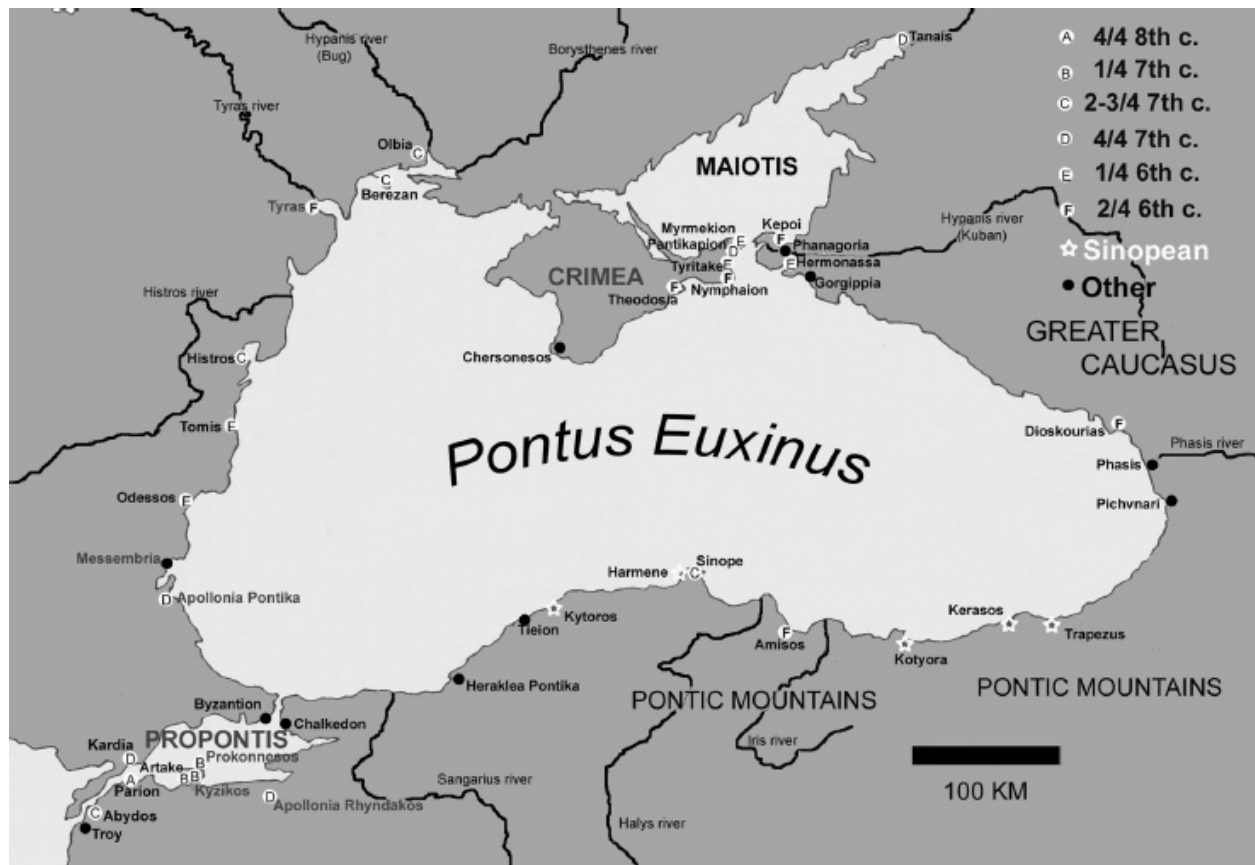 Hypanis river
(Bug)
Borysthenes river
Tanais
A 4/4 8th c.
B 1/4 7th c.
C 2-3/4 7th c.
D 4/4 7th c.
E 1/4 6th c.
F 2/4 6th c.
Sinopean
Other
Tyras river
Olbia
C
D
MAIOTIS
C
Berezan
Tyras
F
Myrmekion
E
Kepoi
F
Hypanis river
(Kuban)
Pantikapion
D
Phanagoria
Tyritake
E
E
Hermonassa
CRIMEA
Theodosia
F
Nymphaion
F
Gorgippia
Histros river
GREATER
CAUCASUS
Histros
C
Chersonesos
Tomis
E
Pontus Euxinus
Dioskourias
F
Phasis river
Phasis
Odessos
E
Pichvnari
Messembria
Harmene
Sinope
C
D
Apollonia Pontika
Kytoros
Tieion
Kerasos
Trapezus
Amisos
F
Kotyora
Heraklea Pontika
PONTIC MOUNTAINS
PONTIC MOUNTAINS
Byzantion
Chalkedon
PROPONTIS
Kardia
D
Artake
B
Prokonnesos
Iris river
Parion
A
B
B
Kyzikos
Sangarius river
D
Apollonia Rhyndakos
100 KM
C
Abydos
Troy
Halys river